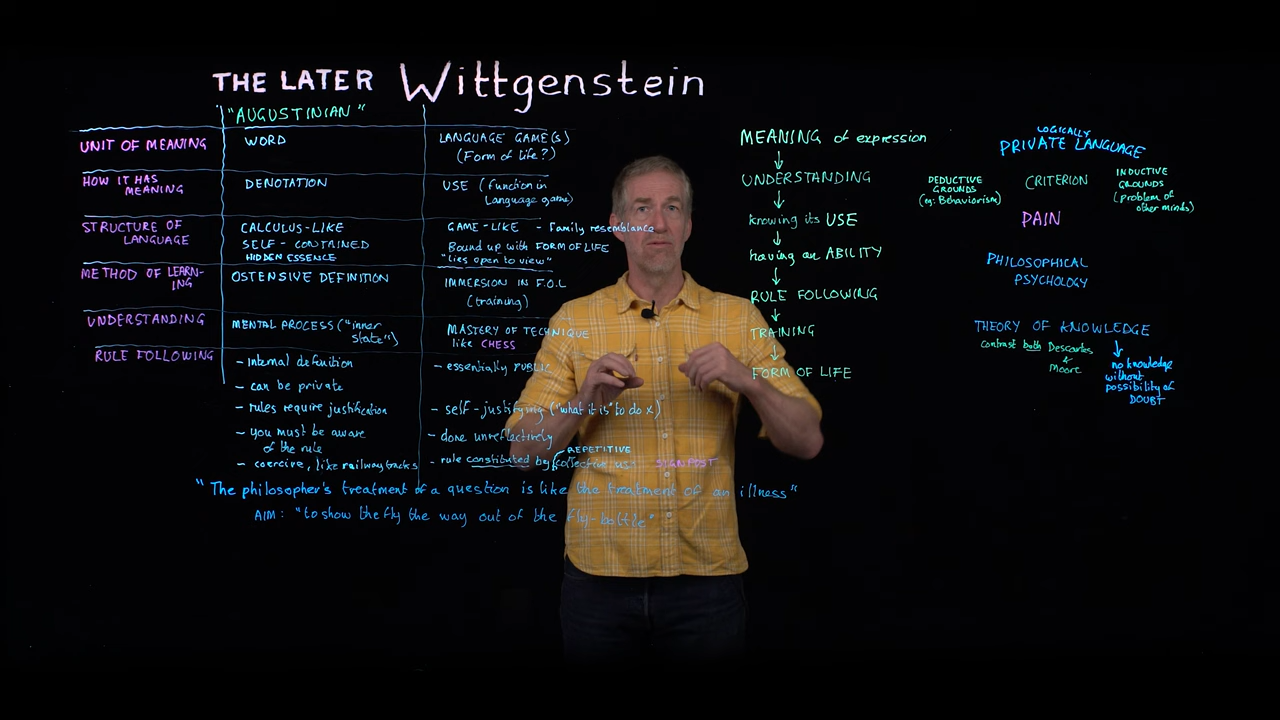 THE LATER Wittgenstein
"AUGUSTINIAN"
UNIT OF MEANING
WORD
LANGUAGE GAME(S)
(Form of life?)
HOW IT HAS
MEANING
DENOTATION
USE (function in
Language game)
STRUCTURE OF
LANGUAGE
CALCULUS-LIKE
SELF-CONTAINED
HIDDEN ESSENCE
GAME-LIKE - Family resemblance
Bound up with FORM OF LIFE
"lies open to view"
METHOD OF LEARN-
ING
OSTENSIVE DEFINITION
IMMERSION IN F.O.L
(training)
UNDERSTANDING
MENTAL PROCESS ("inner
state")
MASTERY OF TECHNIQUE
like CHESS
RULE FOLLOWING
- Internal definition
- can be private
- rules require justification
- you must be aware
of the rule
- coercive, like railway tracks
- essentially PUBLIC
- self-justifying ("what it is" to do x)
- done unreflectively
REPETITIVE
- rule constituted by collective use
SIGNPOST
"The philosopher's treatment of a question is like the treatment of an illness"
AIM: "to show the fly the way out of the fly-bottle"
MEANING of expression
↓
UNDERSTANDING
↓
knowing its USE
↓
having an ABILITY
↓
RULE FOLLOWING
↓
TRAINING
↓
FORM OF LIFE
LOGICALLY
PRIVATE LANGUAGE
DEDUCTIVE
GROUNDS
(eg: Behaviorism)
CRITERION
INDUCTIVE
GROUNDS
(problem of
other minds)
PAIN
PHILOSOPHICAL
PSYCHOLOGY
THEORY OF KNOWLEDGE
contrast both Descartes
&
Moore
↓
no knowledge
without
possibility of
DOUBT